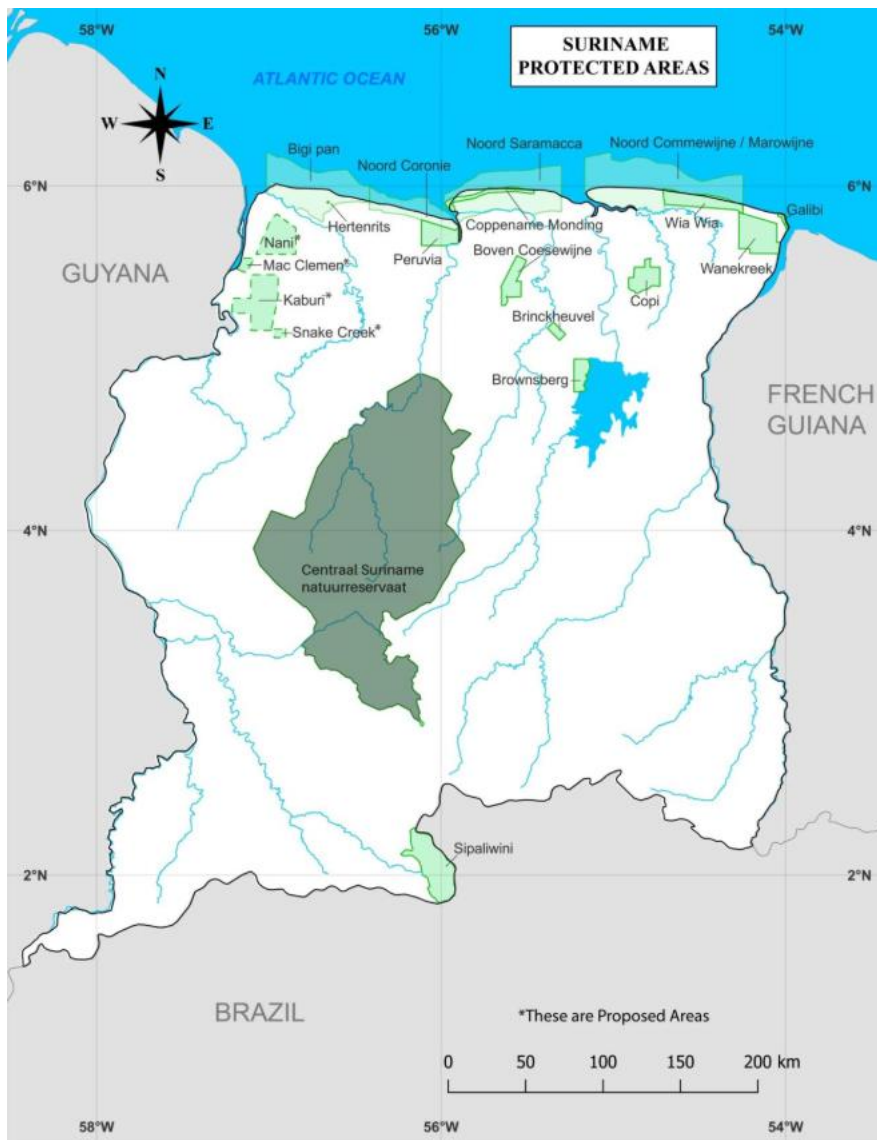 58°W
56°W
54°W
SURINAME
PROTECTED AREAS
ATLANTIC OCEAN
N
W
E
S
Bigi pan
Noord Coronie
Noord Saramacca
Noord Commewijne / Marowijne
6°N
6°N
Hertenrits
Coppename Monding
Wia Wia
Galibi
Nani*
Peruvia
Boven Coesewijne
Wanekreek
Mac Clemen*
GUYANA
Kaburi*
Copi
Brinckheuvel
Snake Creek*
Brownsberg
FRENCH
GUIANA
4°N
4°N
Centraal Suriname
natuurreservaat
Sipaliwini
2°N
2°N
BRAZIL
*These are Proposed Areas
0 50 100 150 200 km
58°W
56°W
54°W